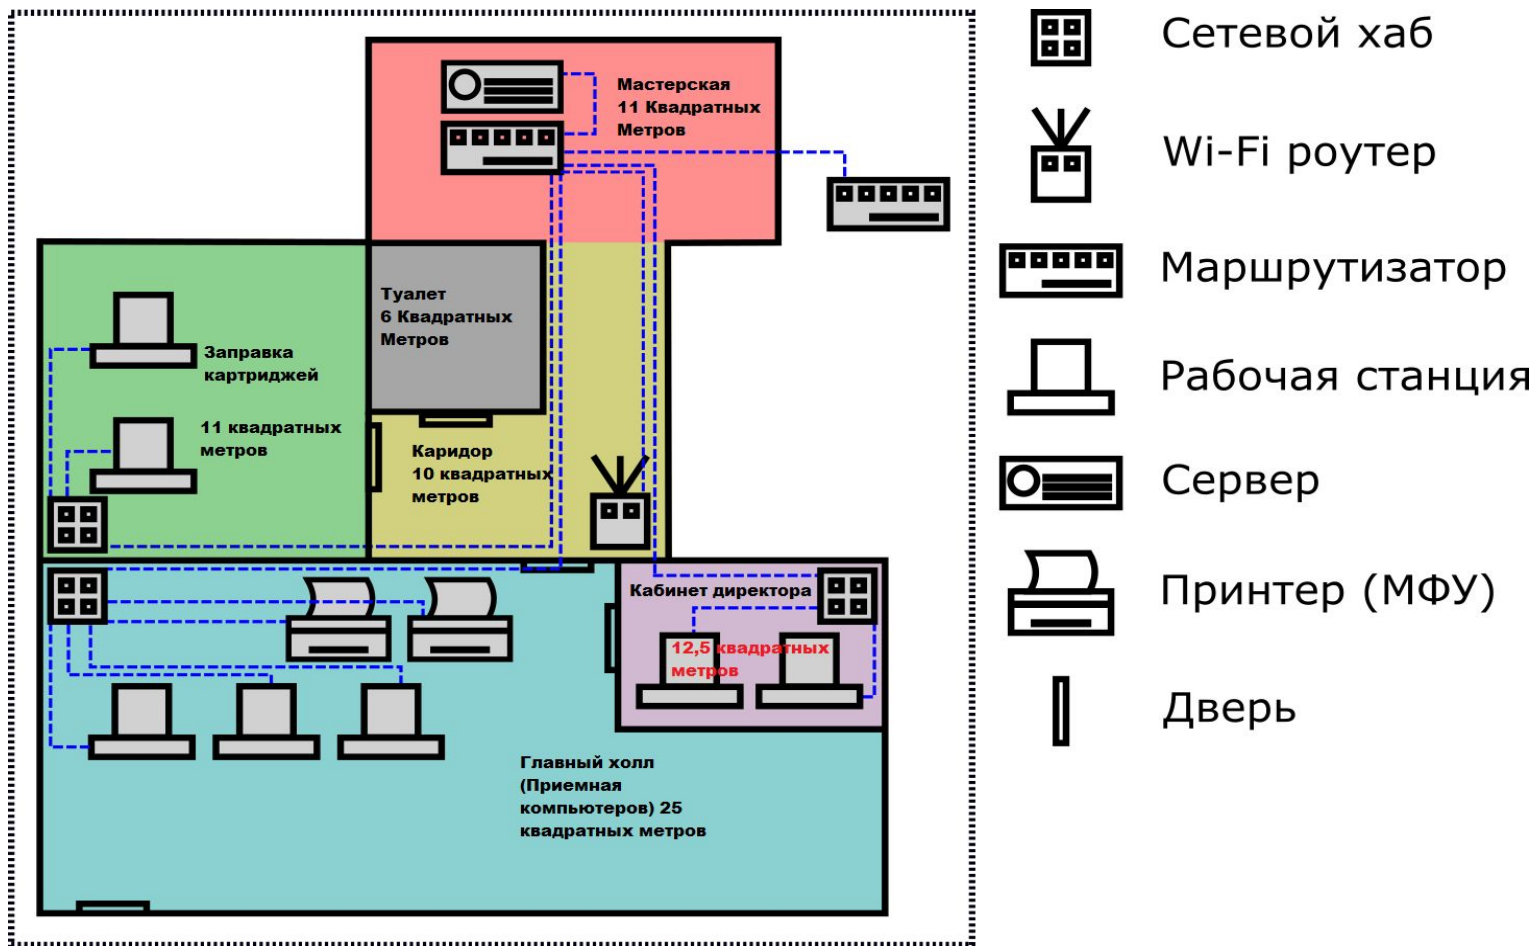 Мастерская
11 Квадратных
Метров
Туалет
6 Квадратных
Метров
Заправка
картриджей
11 квадратных
метров
Каридор
10 квадратных
метров
Кабинет директора
12,5 квадратных
метров
Главный холл
(Приемная
компьютеров) 25
квадратных метров
Сетевой хаб
Wi-Fi роутер
Маршрутизатор
Рабочая станция
Сервер
Принтер (МФУ)
Дверь